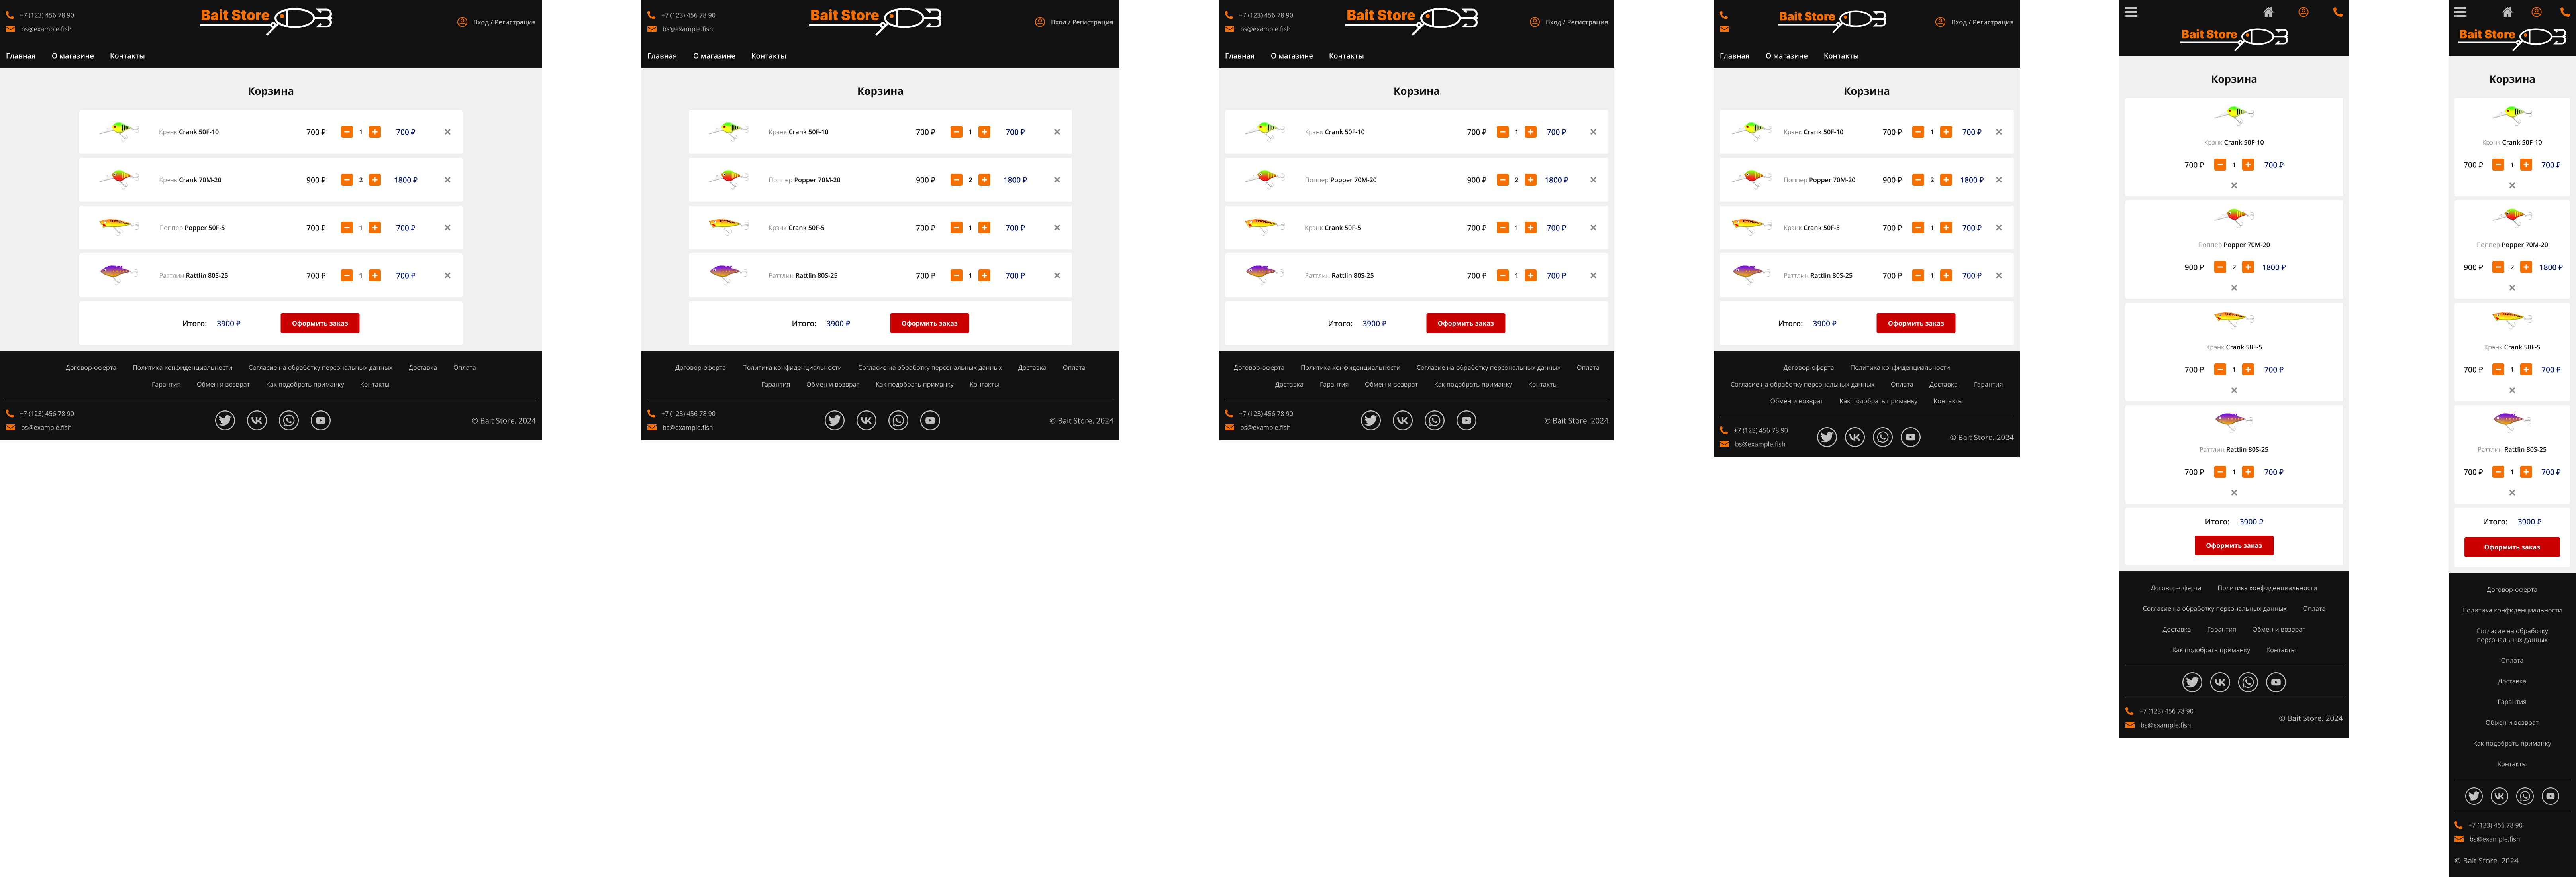 +7 (123) 456 78 90
bs@example.fish
Bait Store
Вход / Регистрация
Главная О магазине Контакты
Корзина
Крэнк Crank 50F-10 700 ₽ 1 700 ₽
Крэнк Crank 70M-20 900 ₽ 2 1800 ₽
Поппер Popper 50F-5 700 ₽ 1 700 ₽
Раттлин Rattlin 80S-25 700 ₽ 1 700 ₽
Итого: 3900 ₽ Оформить заказ
Договор-оферта Политика конфиденциальности Согласие на обработку персональных данных Доставка Оплата
Гарантия Обмен и возврат Как подобрать приманку Контакты
+7 (123) 456 78 90
bs@example.fish
© Bait Store. 2024
+7 (123) 456 78 90
bs@example.fish
Bait Store
Вход / Регистрация
Главная О магазине Контакты
Корзина
Крэнк Crank 50F-10 700 ₽ 1 700 ₽
Поппер Popper 70M-20 900 ₽ 2 1800 ₽
Крэнк Crank 50F-5 700 ₽ 1 700 ₽
Раттлин Rattlin 80S-25 700 ₽ 1 700 ₽
Итого: 3900 ₽ Оформить заказ
Договор-оферта Политика конфиденциальности Согласие на обработку персональных данных Доставка Оплата
Гарантия Обмен и возврат Как подобрать приманку Контакты
+7 (123) 456 78 90
bs@example.fish
© Bait Store. 2024
+7 (123) 456 78 90
bs@example.fish
Bait Store
Вход / Регистрация
Главная О магазине Контакты
Корзина
Крэнк Crank 50F-10 700 ₽ 1 700 ₽
Поппер Popper 70M-20 900 ₽ 2 1800 ₽
Крэнк Crank 50F-5 700 ₽ 1 700 ₽
Раттлин Rattlin 80S-25 700 ₽ 1 700 ₽
Итого: 3900 ₽ Оформить заказ
Договор-оферта Политика конфиденциальности Согласие на обработку персональных данных Оплата
Доставка Гарантия Обмен и возврат Как подобрать приманку Контакты
+7 (123) 456 78 90
bs@example.fish
© Bait Store. 2024
Bait Store
Вход / Регистрация
Главная О магазине Контакты
Корзина
Крэнк Crank 50F-10 700 ₽ 1 700 ₽
Поппер Popper 70M-20 900 ₽ 2 1800 ₽
Крэнк Crank 50F-5 700 ₽ 1 700 ₽
Раттлин Rattlin 80S-25 700 ₽ 1 700 ₽
Итого: 3900 ₽ Оформить заказ
Договор-оферта Политика конфиденциальности
Согласие на обработку персональных данных Оплата Доставка Гарантия
Обмен и возврат Как подобрать приманку Контакты
+7 (123) 456 78 90
bs@example.fish
© Bait Store. 2024
Bait Store
Корзина
Крэнк Crank 50F-10
700 ₽ 1 700 ₽
Поппер Popper 70M-20
900 ₽ 2 1800 ₽
Крэнк Crank 50F-5
700 ₽ 1 700 ₽
Раттлин Rattlin 80S-25
700 ₽ 1 700 ₽
Итого: 3900 ₽
Оформить заказ
Договор-оферта Политика конфиденциальности
Согласие на обработку персональных данных Оплата
Доставка Гарантия Обмен и возврат
Как подобрать приманку Контакты
+7 (123) 456 78 90
bs@example.fish
© Bait Store. 2024
Bait Store
Корзина
Крэнк Crank 50F-10
700 ₽ 1 700 ₽
Поппер Popper 70M-20
900 ₽ 2 1800 ₽
Крэнк Crank 50F-5
700 ₽ 1 700 ₽
Раттлин Rattlin 80S-25
700 ₽ 1 700 ₽
Итого: 3900 ₽
Оформить заказ
Договор-оферта
Политика конфиденциальности
Согласие на обработку
персональных данных
Оплата
Доставка
Гарантия
Обмен и возврат
Как подобрать приманку
Контакты
+7 (123) 456 78 90
bs@example.fish
© Bait Store. 2024